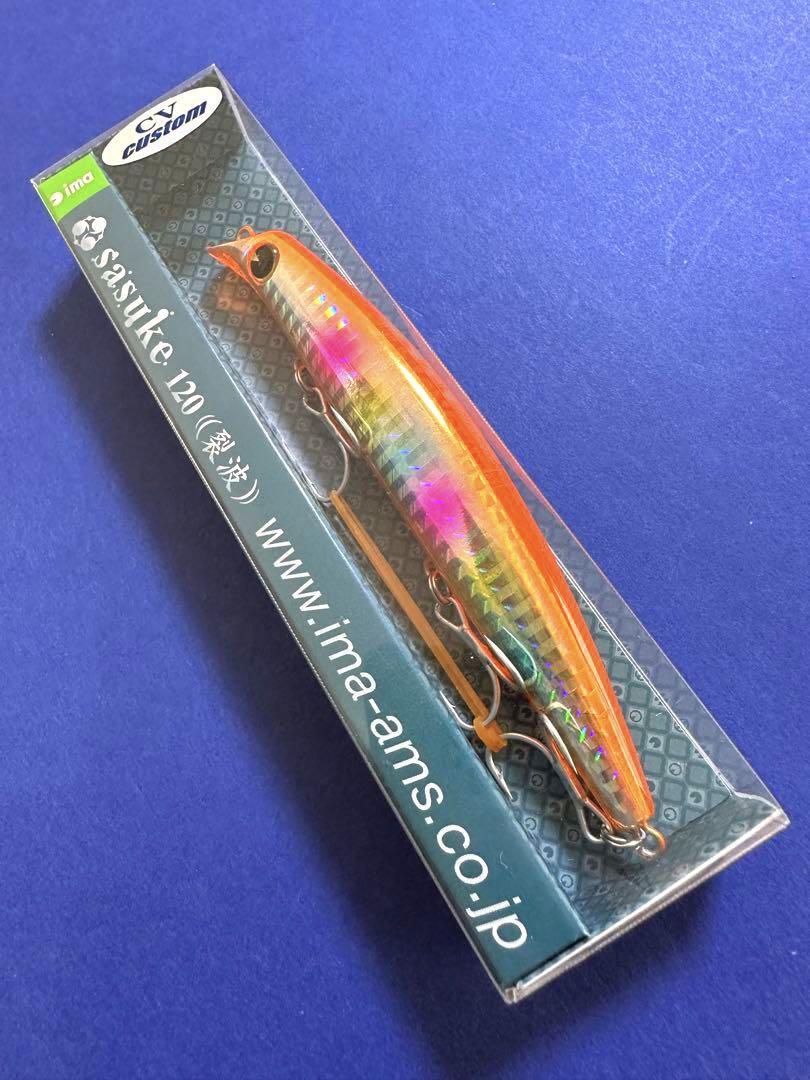 CV
custom
ima
sasuke 120((裂波)) www.ima-ams.co.jp